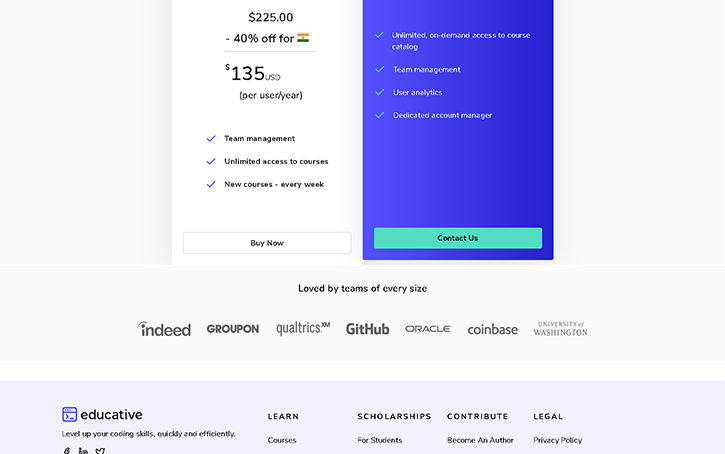 $225.00
- 40% off for
$135USD
(per user/year)
Team management
Unlimited access to courses
New courses - every week
Buy Now
Unlimited, on-demand access to course
catalog
Team management
User analytics
Dedicated account manager
Contact Us
Loved by teams of every size
indeed GROUPON qualtrics.XM GitHub ORACLE coinbase UNIVERSITY of
WASHINGTON
educative
Level up your coding skills, quickly and efficiently.
LEARN
Courses
SCHOLARSHIPS
For Students
CONTRIBUTE
Become An Author
LEGAL
Privacy Policy